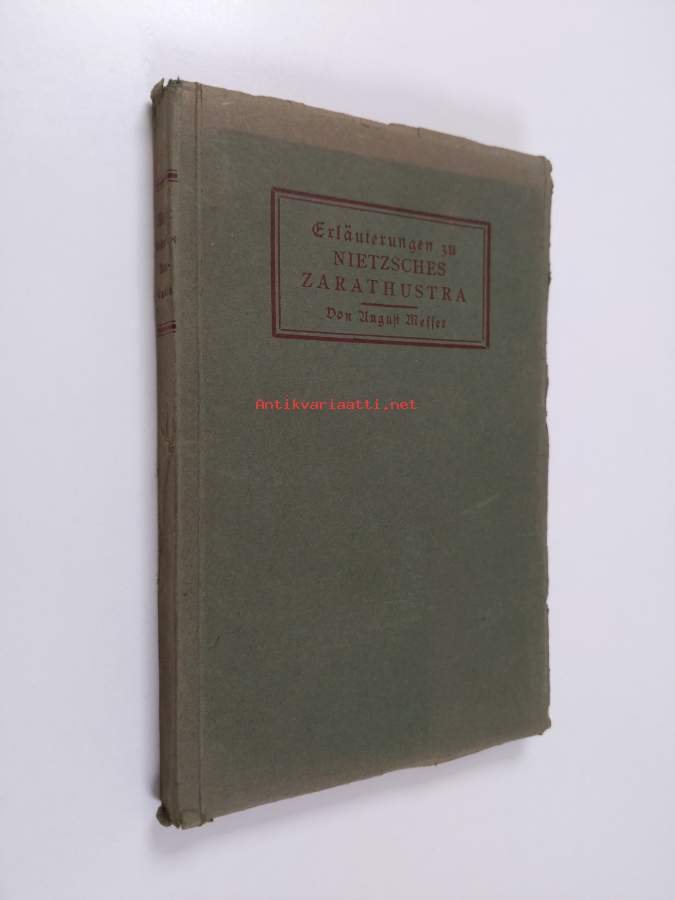 Erläuterungen zu
NIETZSCHES
ZARATHUSTRA
Von August Messer
Antikvariaatti.net